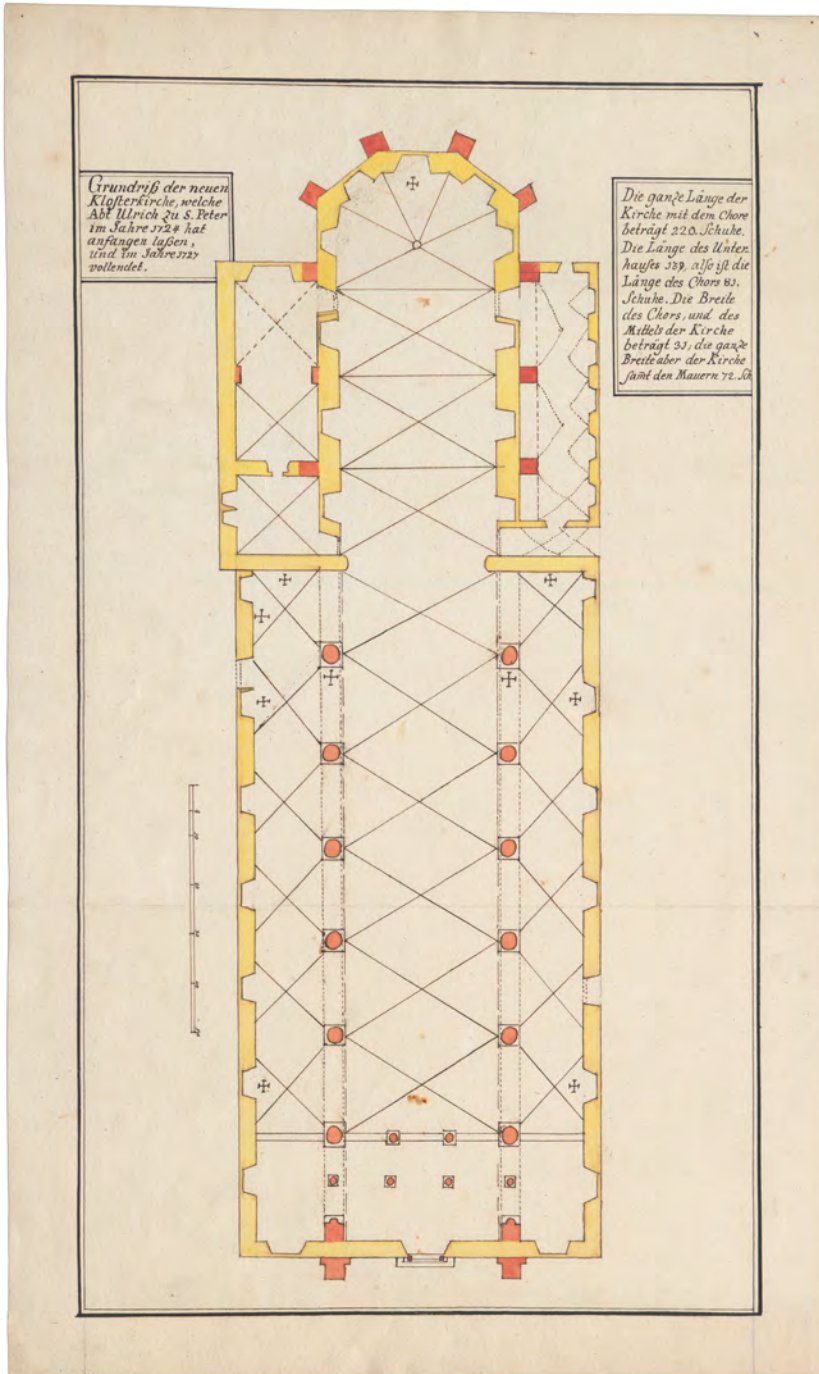 Grundriß der neuen
Klosterkirche, welche
Abt Ulrich zu S. Peter
im Jahre 1724 hat
anfangen laßen,
und im Jahre 1727
vollendet.
Die ganze Länge der
Kirche mit dem Chore
beträgt 220. Schuhe.
Die Länge des Unter-
hauses 139, also ist die
Länge des Chors 81.
Schuhe. Die Breite
des Chors, und des
Mittels der Kirche
beträgt 31; die ganze
Breite aber der Kirche
samt den Mauern 72. Sch